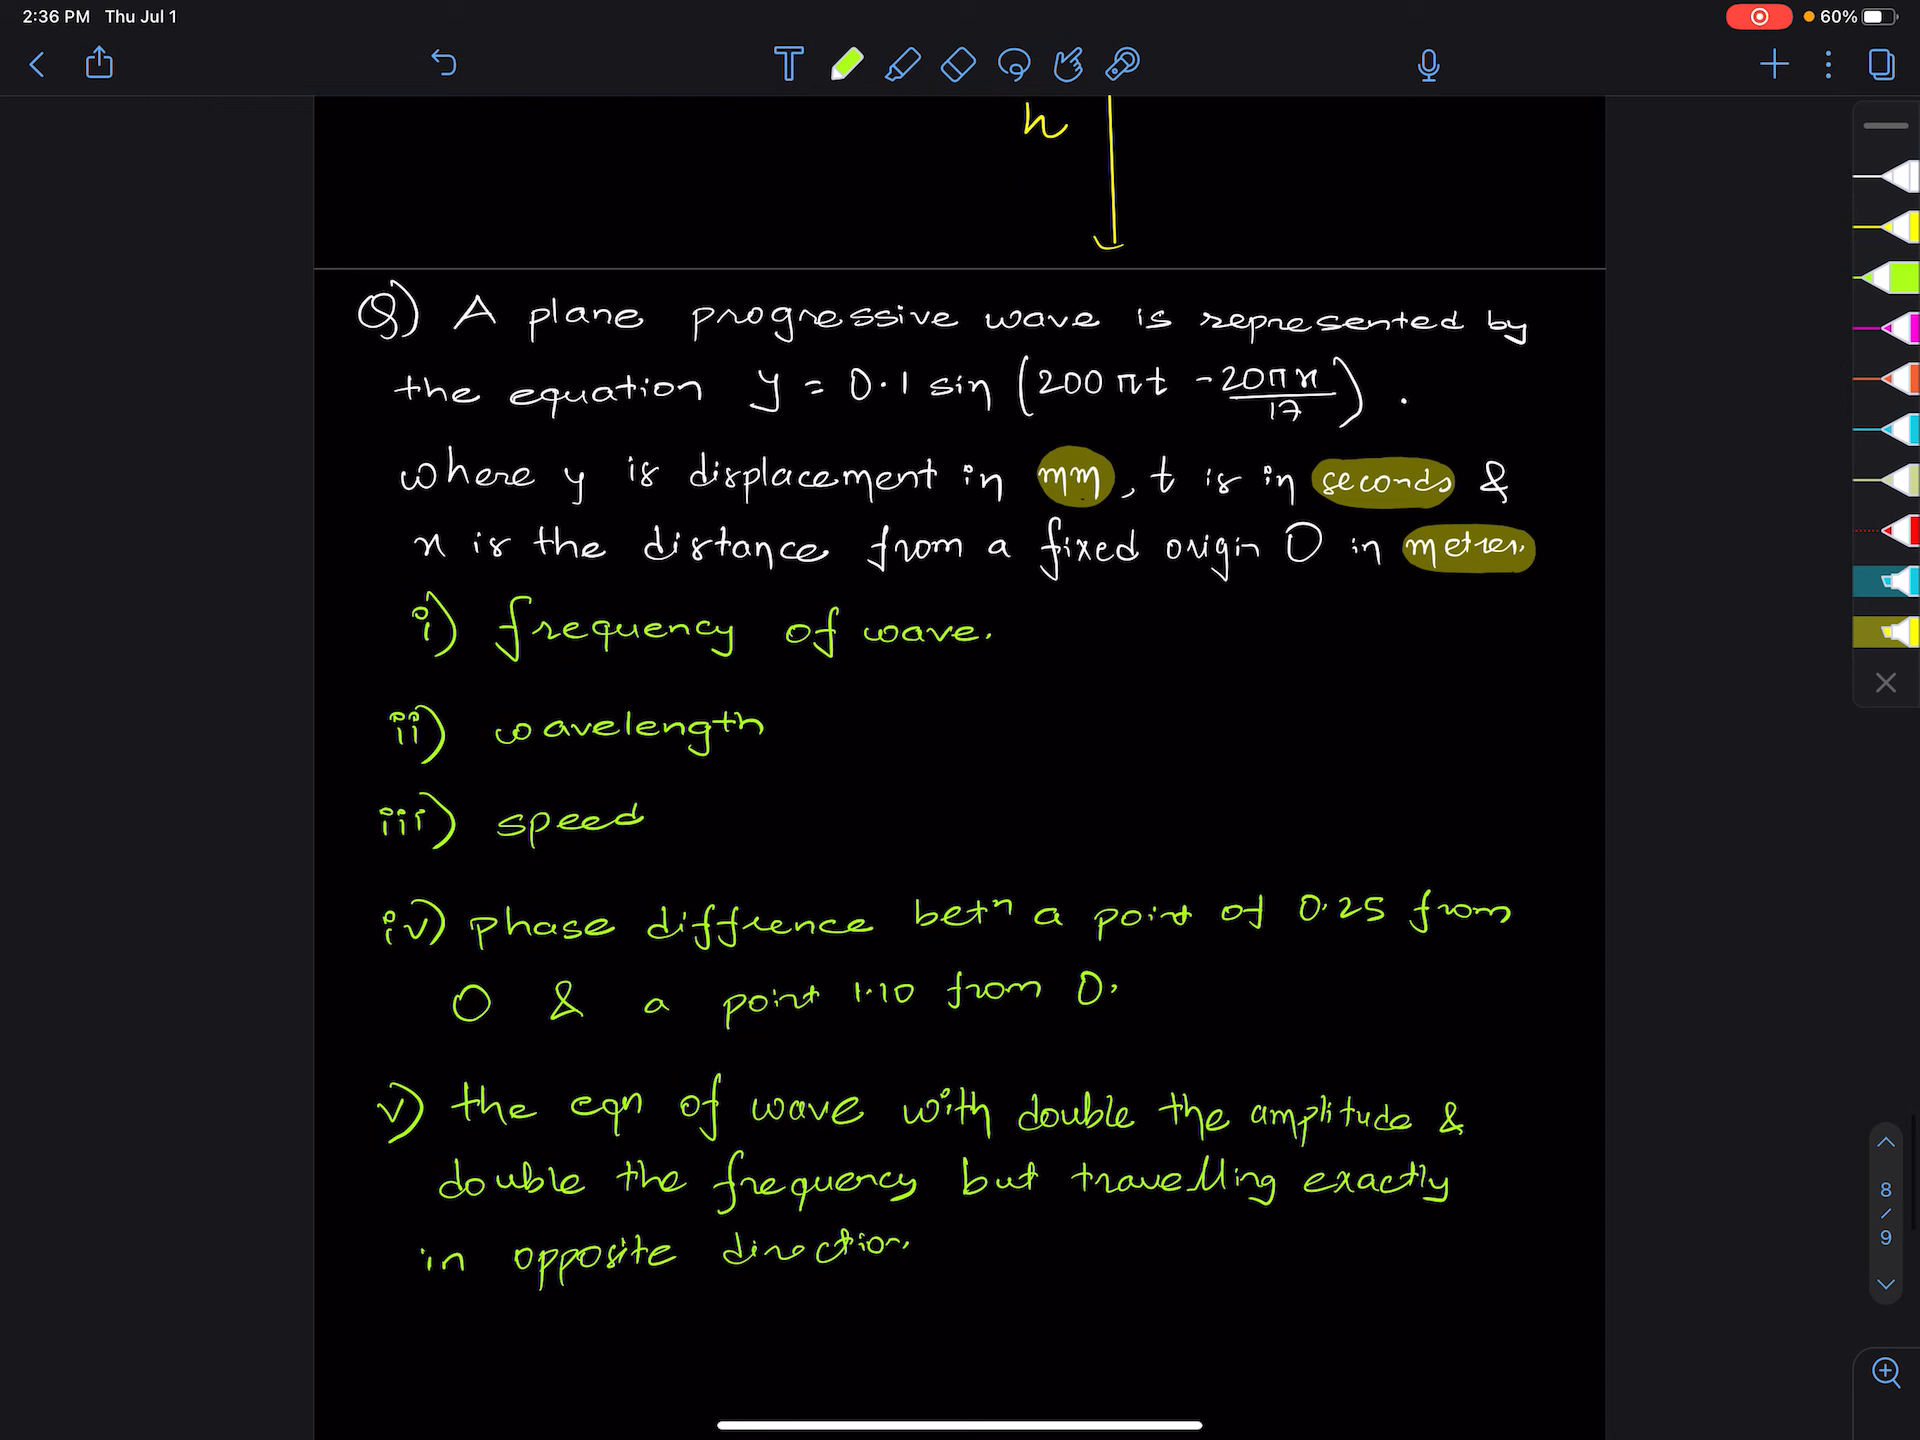 2:36 PM Thu Jul 1
60%
h
Q) A plane progressive wave is represented by
the equation y = 0.1 sin (200 πt - 20πx/17) .
where y is displacement in mm, t is in seconds &
x is the distance from a fixed origin O in metres.
i) frequency of wave.
ii) wavelength
iii) speed
iv) phase diffrence betn a point of 0.25 from
O & a point 1.10 from O.
v) the eqn of wave with double the amplitude &
double the frequency but travelling exactly
in opposite direction.
8
/
9